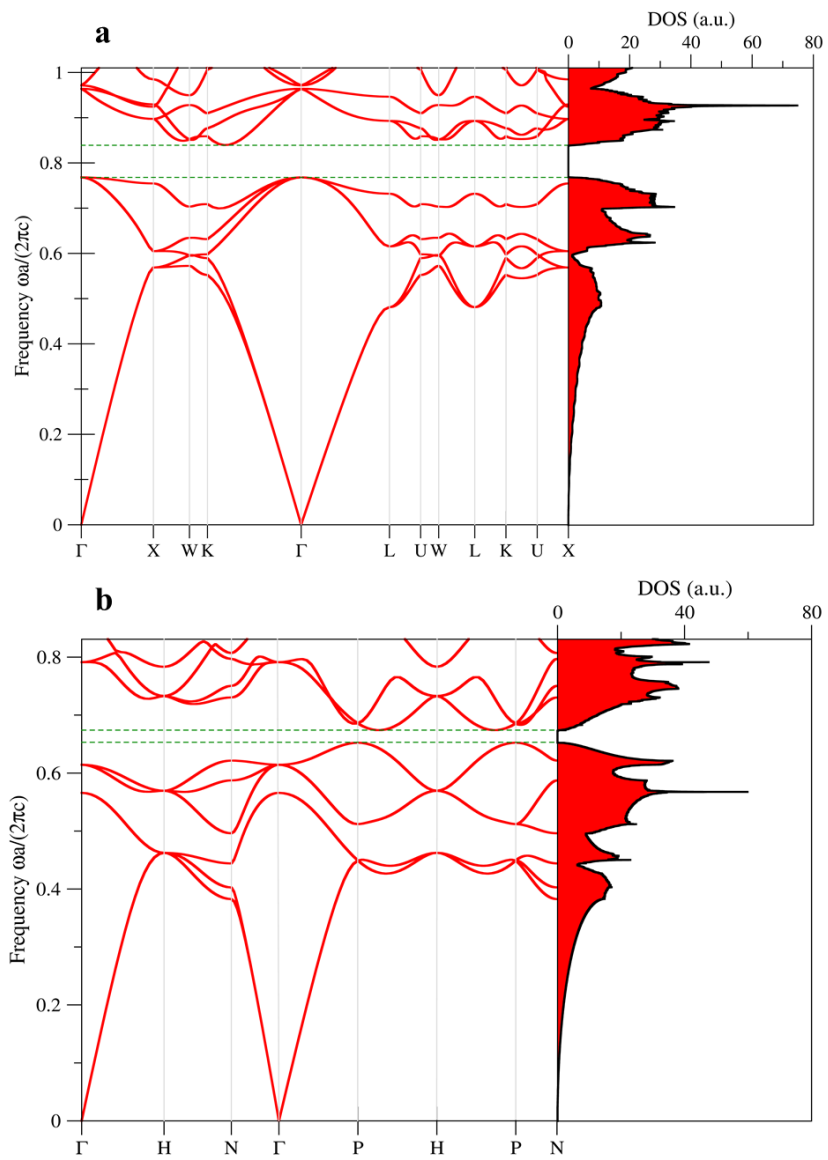 a
DOS (a.u.)
0 20 40 60 80
1
0.8
0.6
0.4
0.2
0
Frequency ωa/(2πc)
Γ X W K Γ L U W L K U X
b
DOS (a.u.)
0 40 80
0.8
0.6
0.4
0.2
0
Frequency ωa/(2πc)
Γ H N Γ P H P N